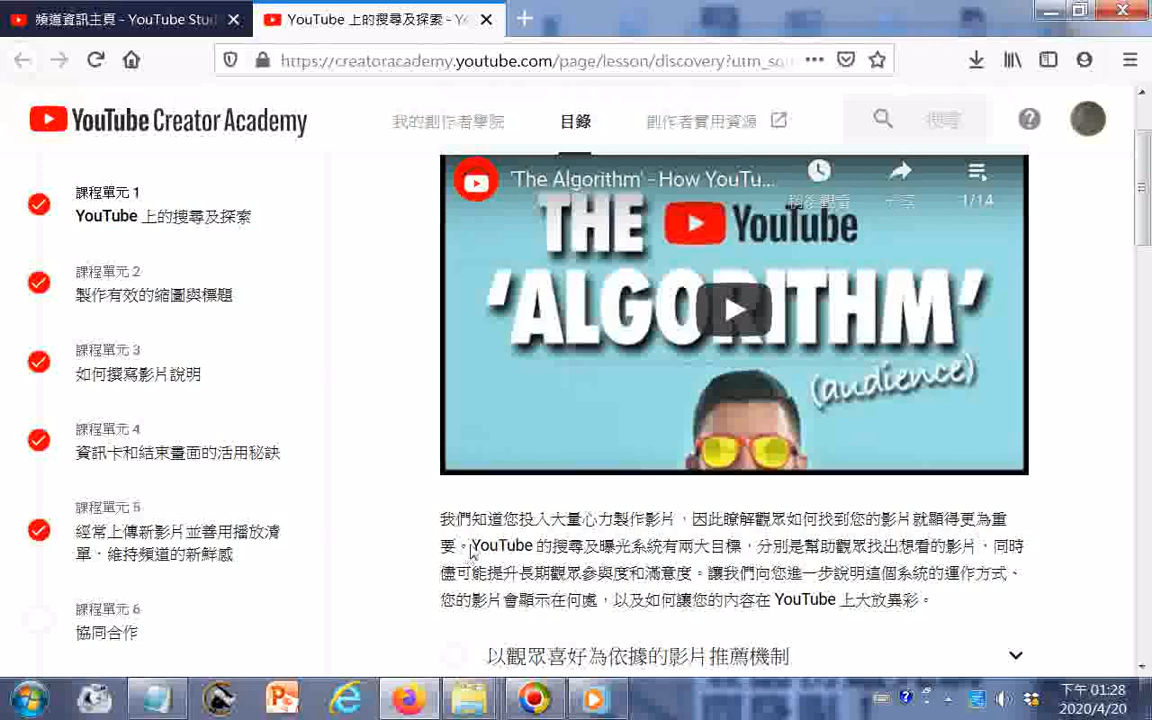 頻道資訊主頁 - YouTube Stu
YouTube 上的搜尋及探索 - Y
https://creatoracademy.youtube.com/page/lesson/discovery?utm_so
YouTube Creator Academy
我的創作者學院
目錄
創作者實用資源
搜尋
課程單元 1
YouTube 上的搜尋及探索
課程單元 2
製作有效的縮圖與標題
課程單元 3
如何撰寫影片說明
課程單元 4
資訊卡和結束畫面的活用秘訣
課程單元 5
經常上傳新影片並善用播放清
單，維持頻道的新鮮感
課程單元 6
協同合作
'The Algorithm' - How YouTu...
稍後觀看
分享
1/14
THE YouTube
'ALGORITHM'
(audience)
我們知道您投入大量心力製作影片，因此瞭解觀眾如何找到您的影片就顯得更為重
要。YouTube 的搜尋及曝光系統有兩大目標，分別是幫助觀眾找出想看的影片，同時
儘可能提升長期觀眾參與度和滿意度。讓我們向您進一步說明這個系統的運作方式、
您的影片會顯示在何處，以及如何讓您的內容在 YouTube 上大放異彩。
以觀眾喜好為依據的影片推薦機制
下午 01:28
2020/4/20